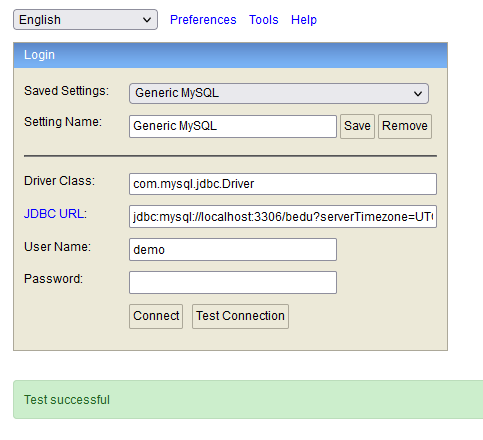 English Preferences Tools Help
Login
Saved Settings: Generic MySQL
Setting Name: Generic MySQL Save Remove
Driver Class: com.mysql.jdbc.Driver
JDBC URL: jdbc:mysql://localhost:3306/bedu?serverTimezone=UT
User Name: demo
Password:
Connect Test Connection
Test successful